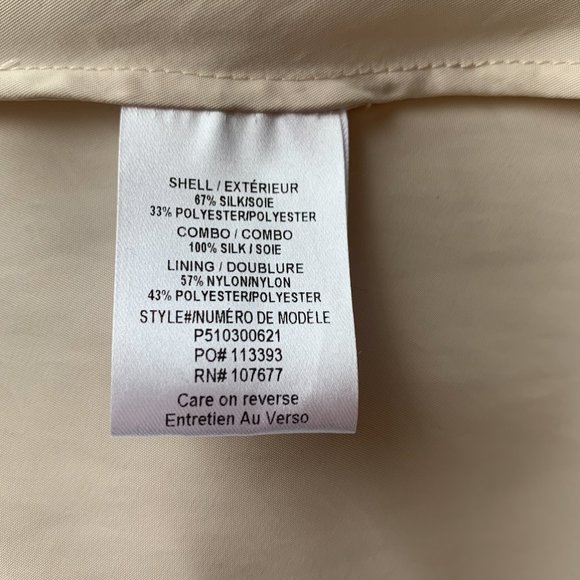 SHELL / EXTÉRIEUR
67% SILK/SOIE
33% POLYESTER/POLYESTER
COMBO / COMBO
100% SILK / SOIE
LINING / DOUBLURE
57% NYLON/NYLON
43% POLYESTER/POLYESTER
STYLE#/NUMÉRO DE MODÈLE
P510300621
PO# 113393
RN# 107677
Care on reverse
Entretien Au Verso